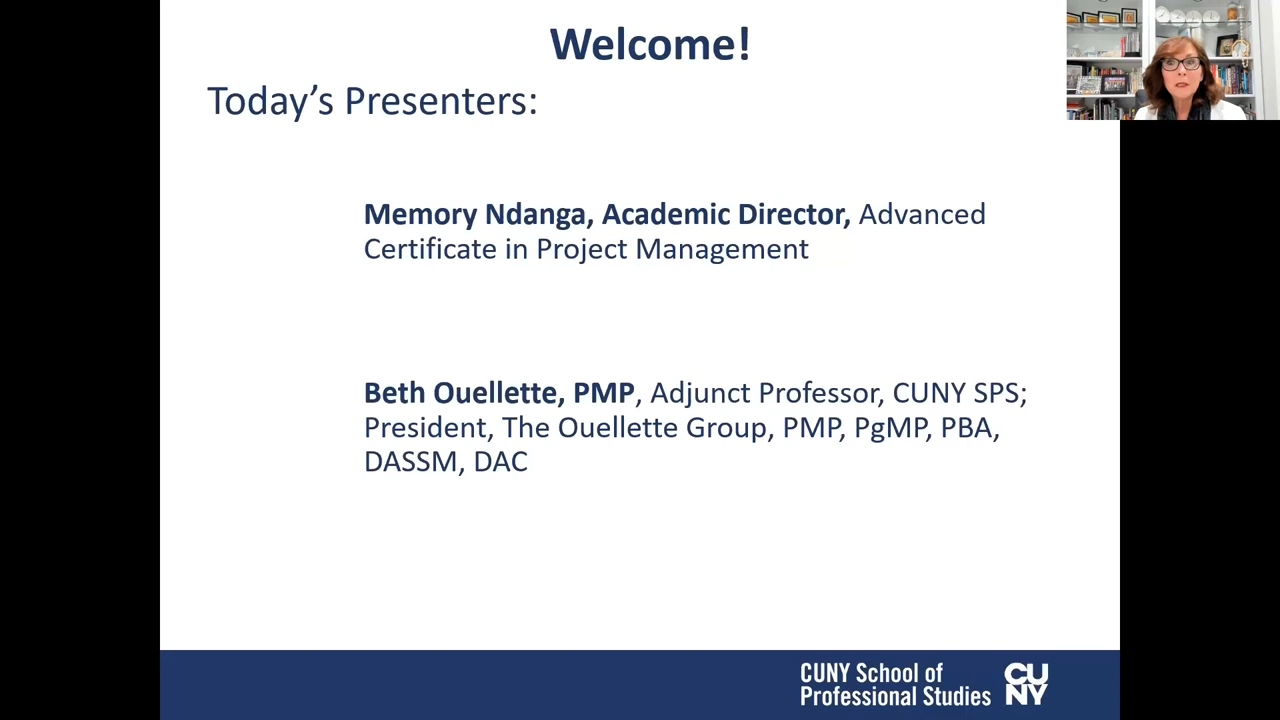 Welcome!
Today’s Presenters:
Memory Ndanga, Academic Director, Advanced
Certificate in Project Management
Beth Ouellette, PMP, Adjunct Professor, CUNY SPS;
President, The Ouellette Group, PMP, PgMP, PBA,
DASSM, DAC
CUNY School of
Professional Studies
CU
NY